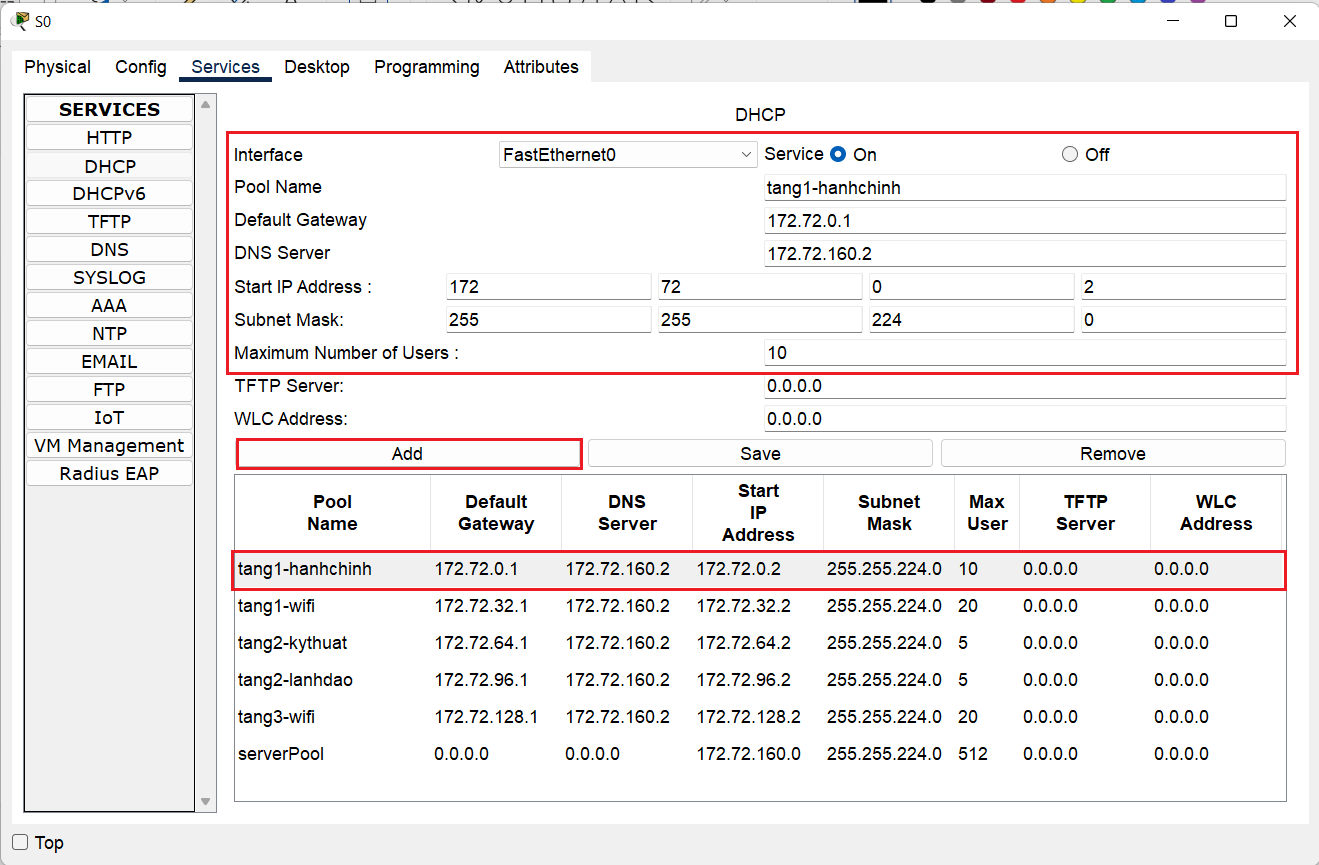 S0
Physical Config Services Desktop Programming Attributes
SERVICES
HTTP
DHCP
DHCPv6
TFTP
DNS
SYSLOG
AAA
NTP
EMAIL
FTP
IoT
VM Management
Radius EAP
DHCP
Interface FastEthernet0 Service On Off
Pool Name tang1-hanhchinh
Default Gateway 172.72.0.1
DNS Server 172.72.160.2
Start IP Address : 172 72 0 2
Subnet Mask: 255 255 224 0
Maximum Number of Users : 10
TFTP Server: 0.0.0.0
WLC Address: 0.0.0.0
Add Save Remove
Pool Name Default Gateway DNS Server Start IP Address Subnet Mask Max User TFTP Server WLC Address
tang1-hanhchinh 172.72.0.1 172.72.160.2 172.72.0.2 255.255.224.0 10 0.0.0.0 0.0.0.0
tang1-wifi 172.72.32.1 172.72.160.2 172.72.32.2 255.255.224.0 20 0.0.0.0 0.0.0.0
tang2-kythuat 172.72.64.1 172.72.160.2 172.72.64.2 255.255.224.0 5 0.0.0.0 0.0.0.0
tang2-lanhdao 172.72.96.1 172.72.160.2 172.72.96.2 255.255.224.0 5 0.0.0.0 0.0.0.0
tang3-wifi 172.72.128.1 172.72.160.2 172.72.128.2 255.255.224.0 20 0.0.0.0 0.0.0.0
serverPool 0.0.0.0 0.0.0.0 172.72.160.0 255.255.224.0 512 0.0.0.0 0.0.0.0
Top